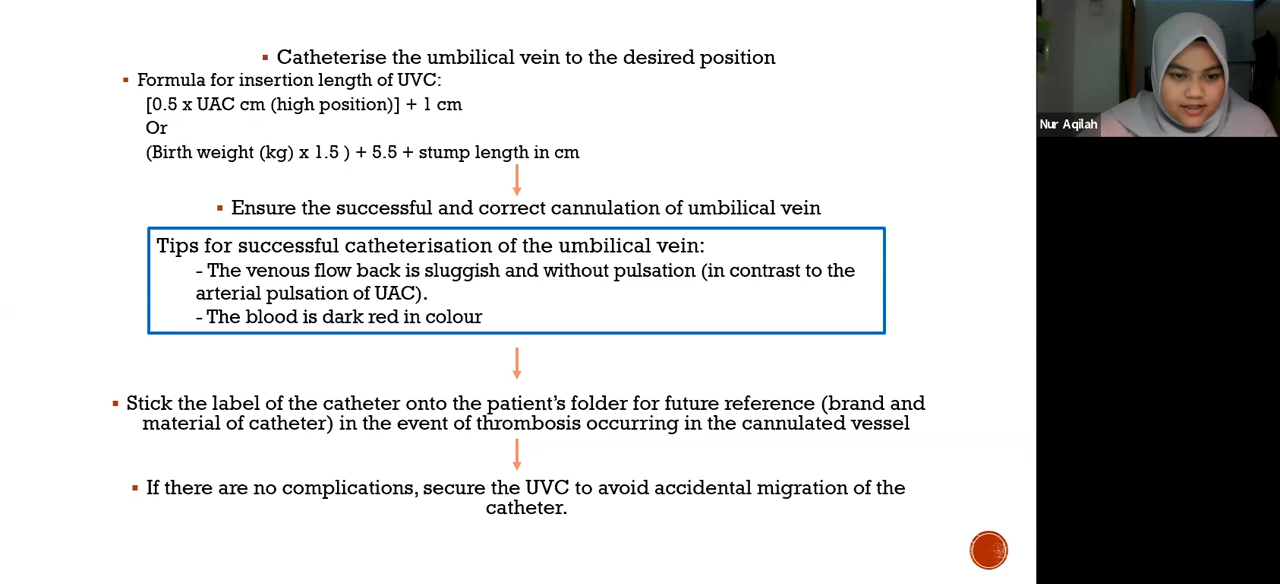 ▪ Catheterise the umbilical vein to the desired position
▪ Formula for insertion length of UVC:
[0.5 x UAC cm (high position)] + 1 cm
Or
(Birth weight (kg) x 1.5 ) + 5.5 + stump length in cm
▪ Ensure the successful and correct cannulation of umbilical vein
Tips for successful catheterisation of the umbilical vein:
- The venous flow back is sluggish and without pulsation (in contrast to the
arterial pulsation of UAC).
- The blood is dark red in colour
▪ Stick the label of the catheter onto the patient's folder for future reference (brand and
material of catheter) in the event of thrombosis occurring in the cannulated vessel
▪ If there are no complications, secure the UVC to avoid accidental migration of the
catheter.
Nur Aqilah